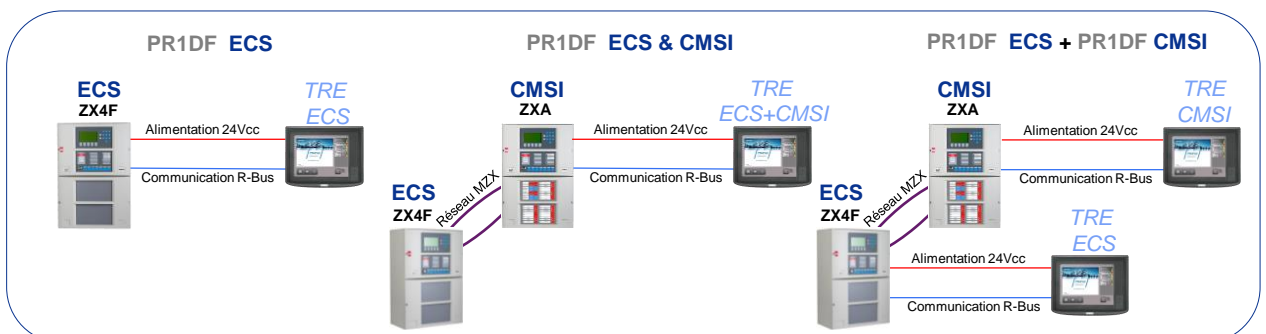 PR1DF ECS
ECS
ZX4F
TRE
ECS
Alimentation 24Vcc
Communication R-Bus
PR1DF ECS & CMSI
CMSI
ZXA
TRE
ECS+CMSI
Alimentation 24Vcc
Communication R-Bus
Réseau MZX
ECS
ZX4F
PR1DF ECS + PR1DF CMSI
CMSI
ZXA
TRE
CMSI
Alimentation 24Vcc
Communication R-Bus
Réseau MZX
ECS
ZX4F
TRE
ECS
Alimentation 24Vcc
Communication R-Bus